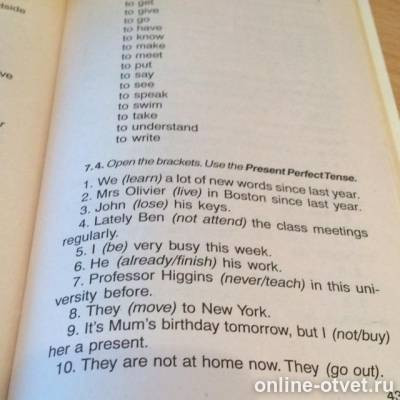 to get
to give
to go
to have
to know
to make
to meet
to put
to say
to see
to speak
to swim
to take
to understand
to write
7.4. Open the brackets. Use the Present Perfect Tense.
1. We (learn) a lot of new words since last year.
2. Mrs Olivier (live) in Boston since last year.
3. John (lose) his keys.
4. Lately Ben (not attend) the class meetings
regularly.
5. I (be) very busy this week.
6. He (already/finish) his work.
7. Professor Higgins (never/teach) in this uni-
versity before.
8. They (move) to New York.
9. It's Mum's birthday tomorrow, but I (not/buy)
her a present.
10. They are not at home now. They (go out).
43
online-otvet.ru